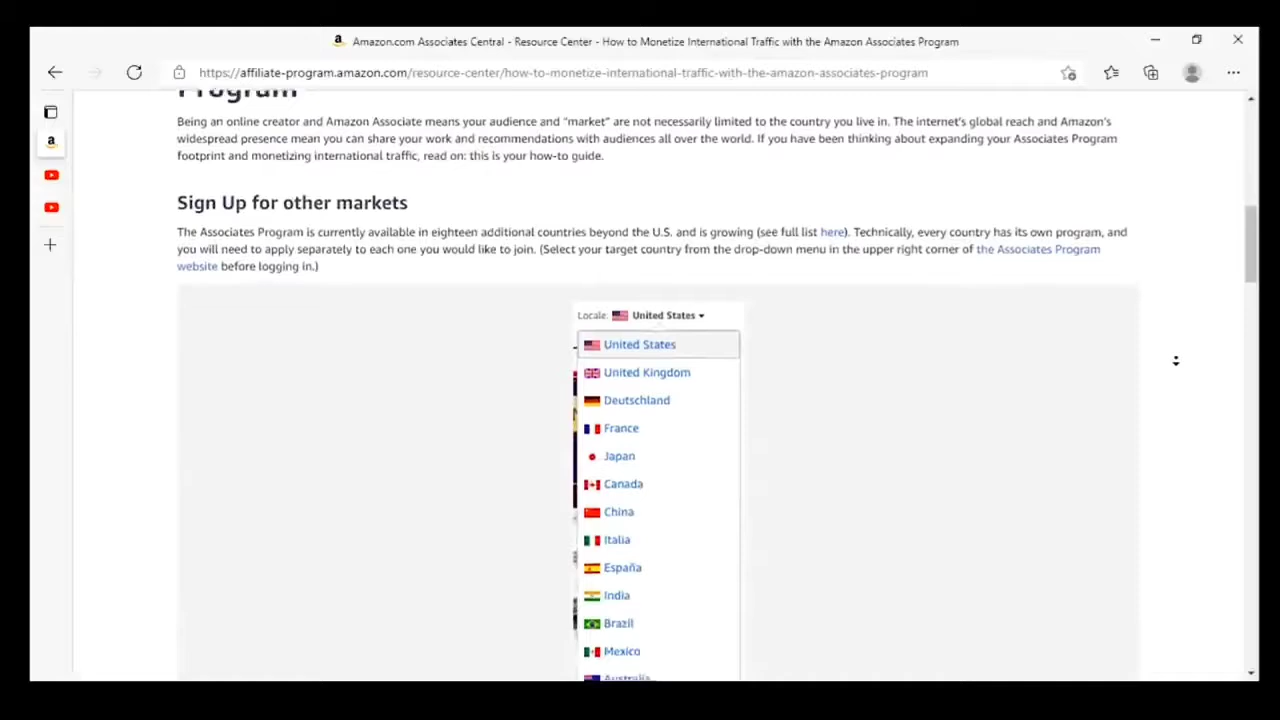 Amazon.com Associates Central - Resource Center - How to Monetize International Traffic with the Amazon Associates Program
https://affiliate-program.amazon.com/resource-center/how-to-monetize-international-traffic-with-the-amazon-associates-program
Program
Being an online creator and Amazon Associate means your audience and “market” are not necessarily limited to the country you live in. The internet's global reach and Amazon's
widespread presence mean you can share your work and recommendations with audiences all over the world. If you have been thinking about expanding your Associates Program
footprint and monetizing international traffic, read on: this is your how-to guide.
Sign Up for other markets
The Associates Program is currently available in eighteen additional countries beyond the U.S. and is growing (see full list here). Technically, every country has its own program, and
you will need to apply separately to each one you would like to join. (Select your target country from the drop-down menu in the upper right corner of the Associates Program
website before logging in.)
Locale: United States
United States
United Kingdom
Deutschland
France
Japan
Canada
China
Italia
España
India
Brazil
Mexico
Australia